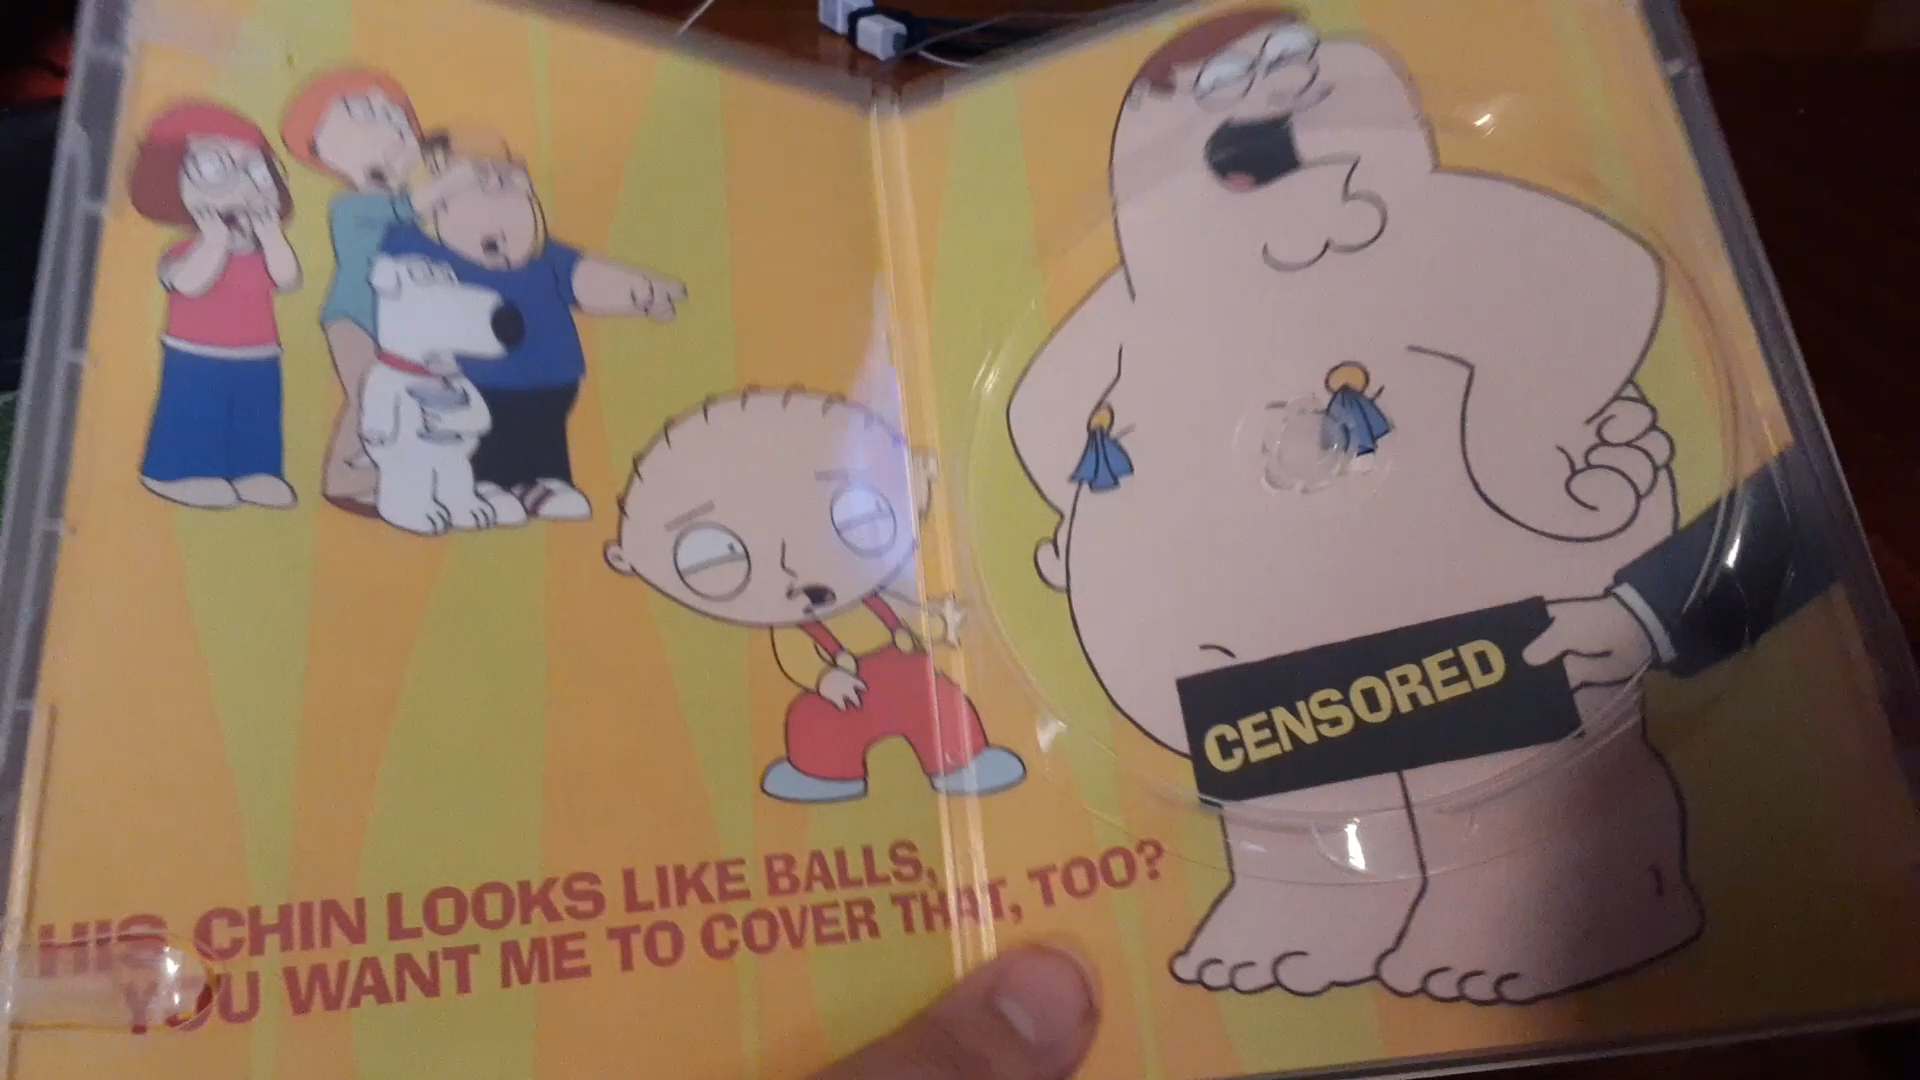 CENSORED
HIS CHIN LOOKS LIKE BALLS,
YOU WANT ME TO COVER THAT, TOO?